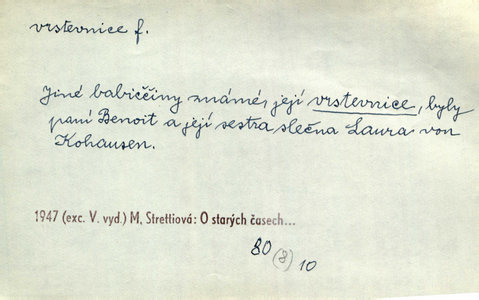 vrstevnice f.
Jiné babiččiny známé, její vrstevnice, byly
paní Benoit a její sestra slečna Laura von
Kohausen.
1947 (exc. V. vyd.) M, Strettiová: O starých časech...
80 (8) 10